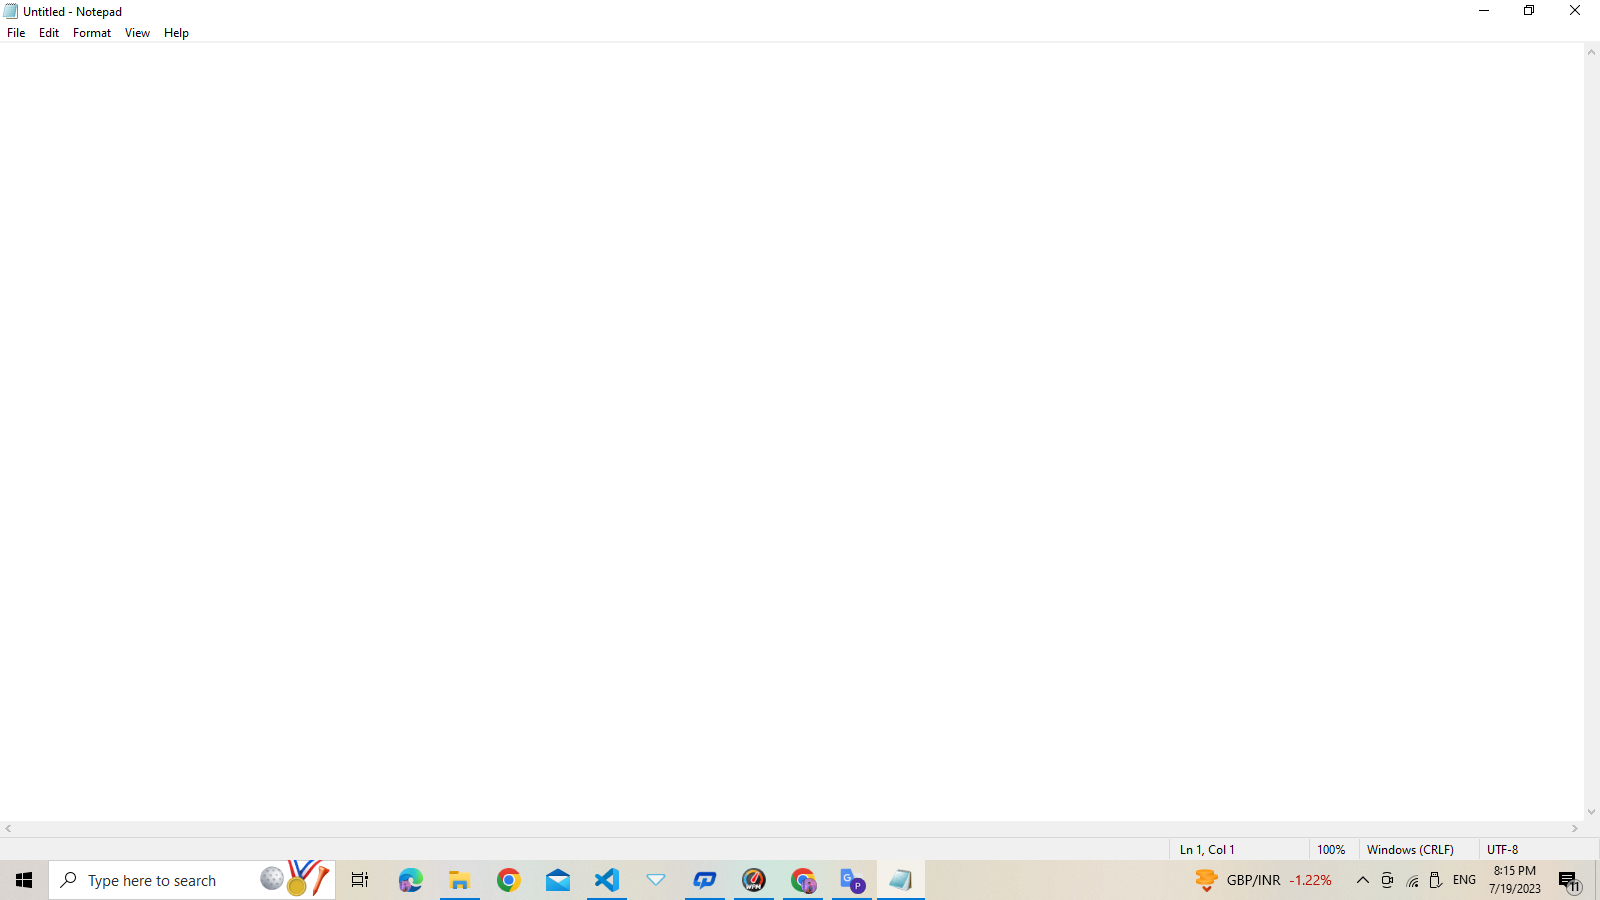 Untitled - Notepad
File Edit Format View Help
Ln 1, Col 1 100% Windows (CRLF) UTF-8
Type here to search
WPM
G P
GBP/INR -1.22%
ENG
8:15 PM
7/19/2023
11